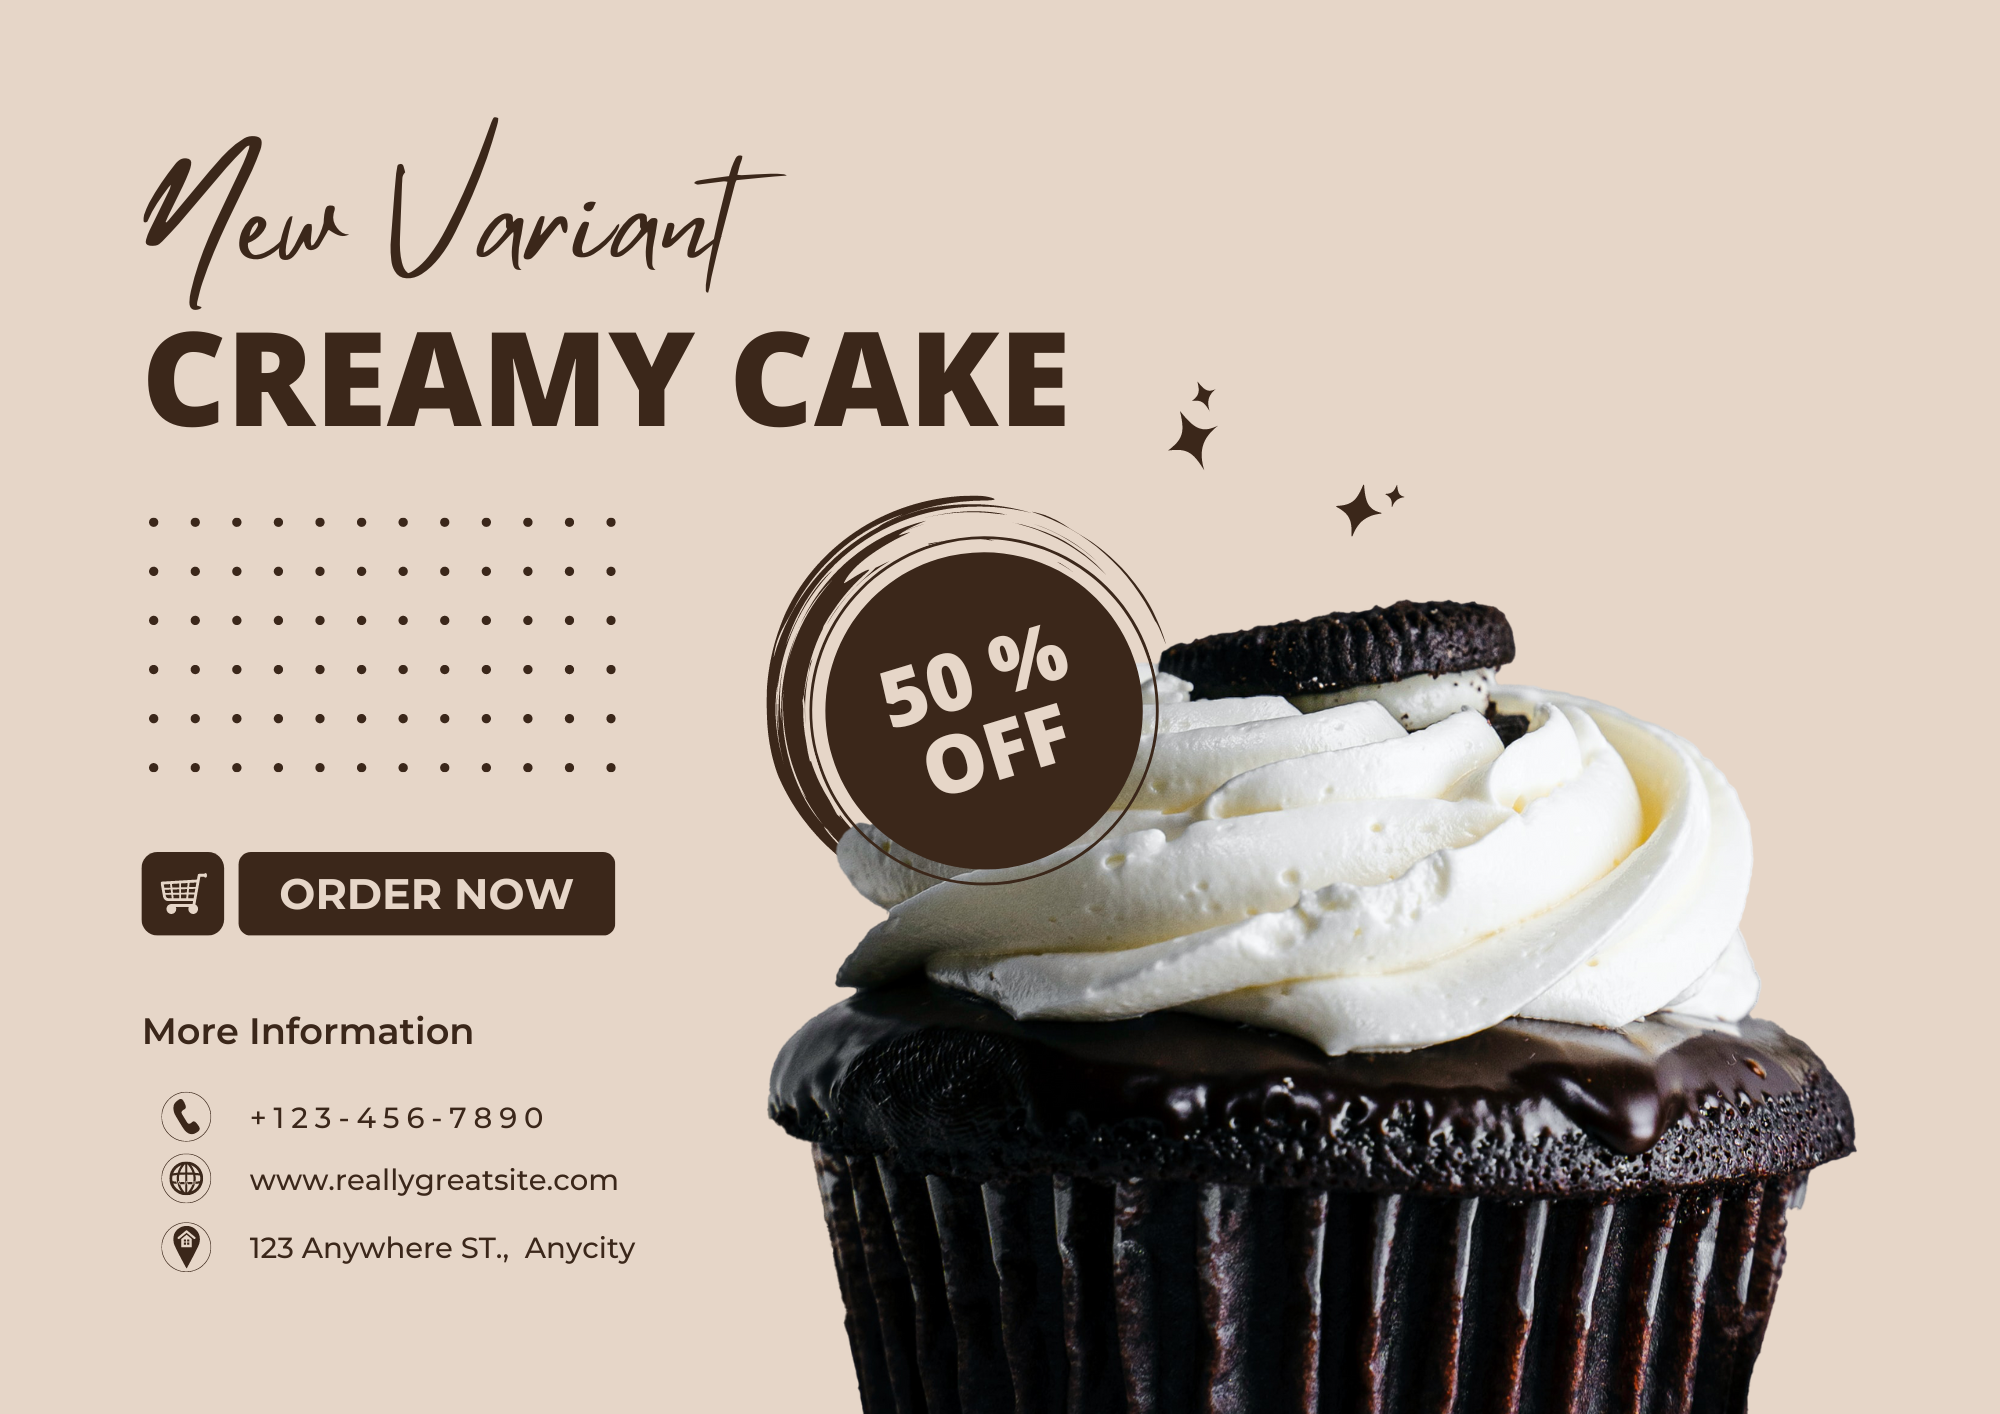 New Variant
CREAMY CAKE
50 %
OFF
ORDER NOW
More Information
+123-456-7890
www.reallygreatsite.com
123 Anywhere ST.,  Anycity